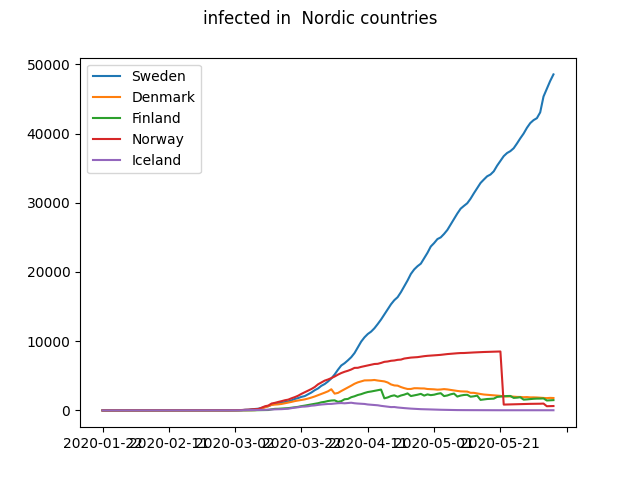 infected in  Nordic countries
50000
40000
30000
20000
10000
0
Sweden
Denmark
Finland
Norway
Iceland
2020-01-22 2020-02-11 2020-03-02 2020-03-22 2020-04-11 2020-05-01 2020-05-21